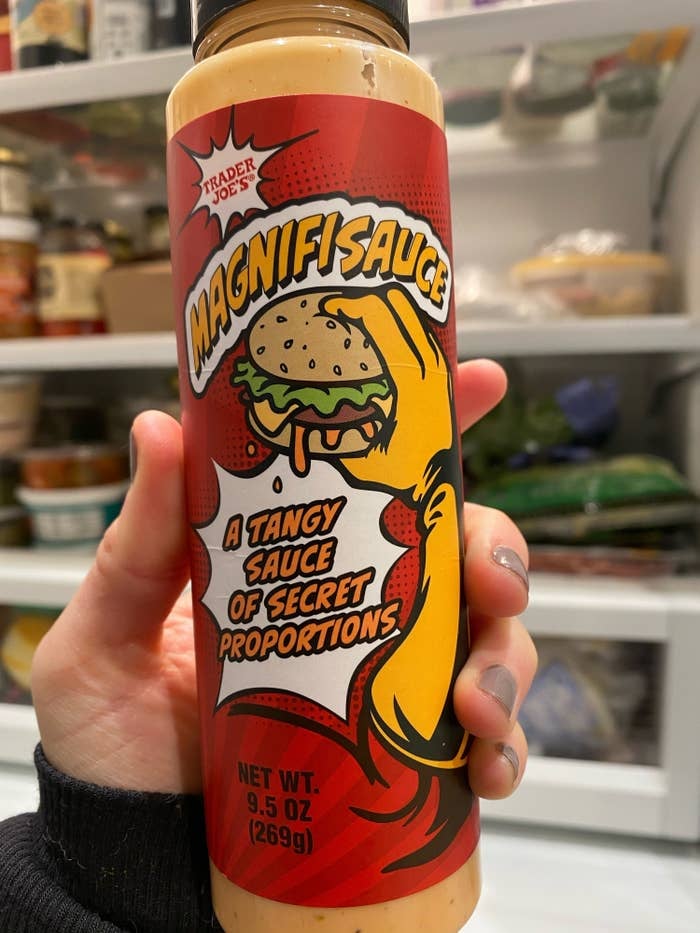 TRADER
JOE'S®
MAGNIFISAUCE
A TANGY
SAUCE
OF SECRET
PROPORTIONS
NET WT.
9.5 OZ
(269g)